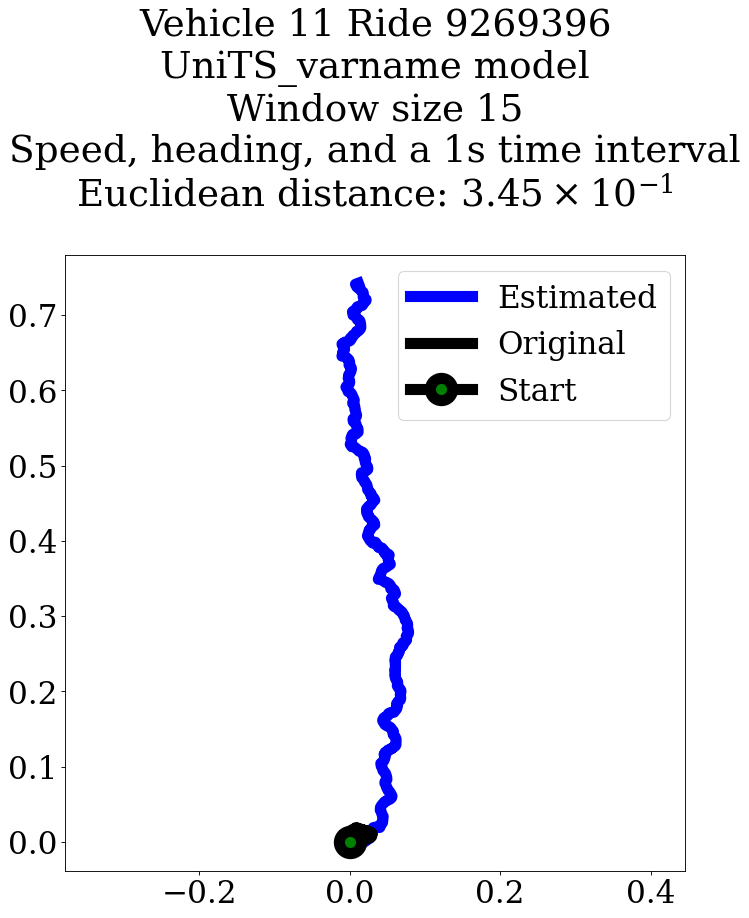 Vehicle 11 Ride 9269396
UniTS_varname model
Window size 15
Speed, heading, and a 1s time interval
Euclidean distance: 3.45 × 10⁻¹
Estimated
Original
Start
0.7
0.6
0.5
0.4
0.3
0.2
0.1
0.0
−0.2 0.0 0.2 0.4